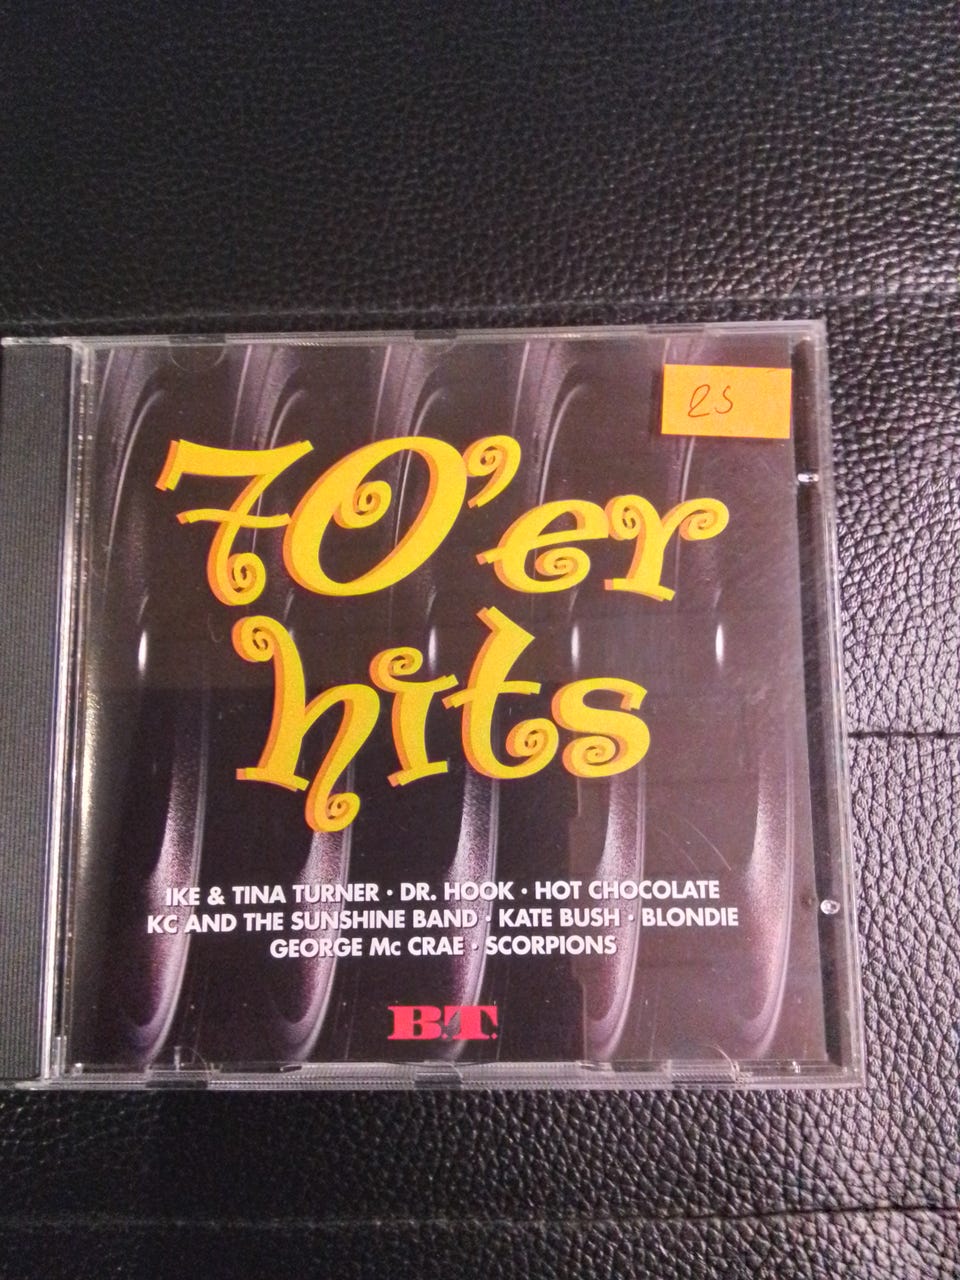 25
70'er
hits
IKE & TINA TURNER · DR. HOOK · HOT CHOCOLATE
KC AND THE SUNSHINE BAND · KATE BUSH · BLONDIE
GEORGE Mc CRAE · SCORPIONS
B.T.